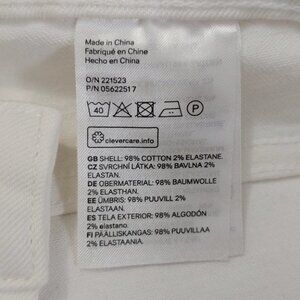 Made in China
Fabriqué en Chine
Hecho en China
O/N 221523
P/N 05622517
40
P
clevercare.info
GB SHELL: 98% COTTON 2% ELASTANE.
CZ SVRCHNÍ LÁTKA: 98% BAVLNA 2%
ELASTAN.
DE OBERMATERIAL: 98% BAUMWOLLE
2% ELASTHAN.
EE ÜMBRIS: 98% PUUVILL 2%
ELASTAAN.
ES TELA EXTERIOR: 98% ALGODÓN
2% elastano.
FI PÄÄLLISKANGAS: 98% PUUVILLAA
2% ELASTAANIA.